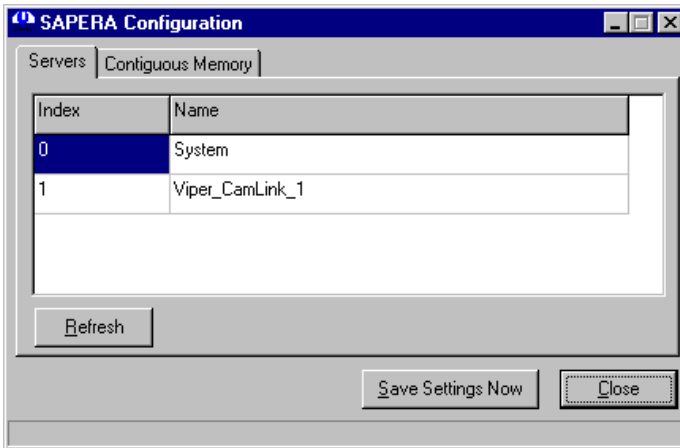 SAPERA Configuration
Servers Contiguous Memory
Index Name
0 System
1 Viper_CamLink_1
Refresh
Save Settings Now Close